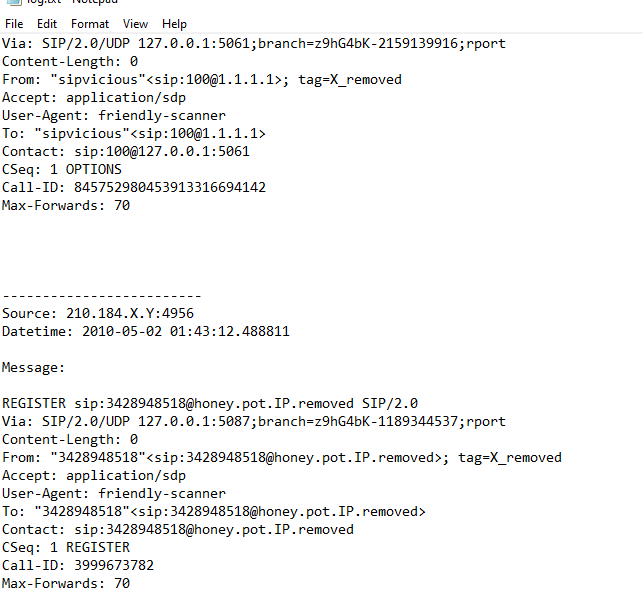 log.txt - Notepad
File Edit Format View Help
Via: SIP/2.0/UDP 127.0.0.1:5061;branch=z9hG4bK-2159139916;rport
Content-Length: 0
From: "sipvicious"<sip:100@1.1.1.1>; tag=X_removed
Accept: application/sdp
User-Agent: friendly-scanner
To: "sipvicious"<sip:100@1.1.1.1>
Contact: sip:100@127.0.0.1:5061
CSeq: 1 OPTIONS
Call-ID: 845752980453913316694142
Max-Forwards: 70
-------------------------
Source: 210.184.X.Y:4956
Datetime: 2010-05-02 01:43:12.488811
Message:
REGISTER sip:3428948518@honey.pot.IP.removed SIP/2.0
Via: SIP/2.0/UDP 127.0.0.1:5087;branch=z9hG4bK-1189344537;rport
Content-Length: 0
From: "3428948518"<sip:3428948518@honey.pot.IP.removed>; tag=X_removed
Accept: application/sdp
User-Agent: friendly-scanner
To: "3428948518"<sip:3428948518@honey.pot.IP.removed>
Contact: sip:3428948518@honey.pot.IP.removed
CSeq: 1 REGISTER
Call-ID: 3999673782
Max-Forwards: 70